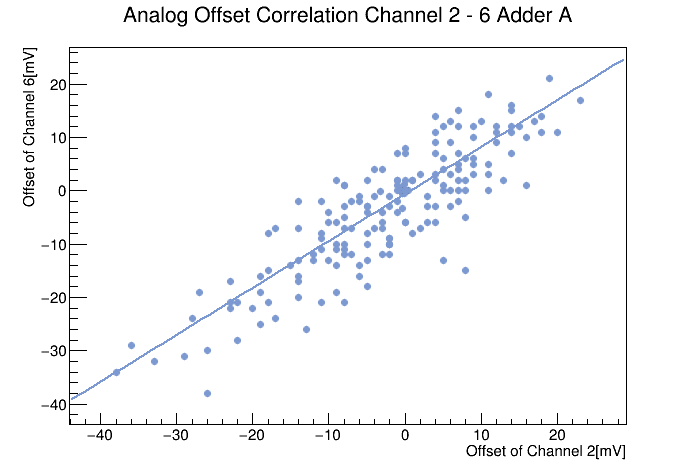 Analog Offset Correlation Channel 2 - 6 Adder A
Offset of Channel 6[mV]
20
10
0
−10
−20
−30
−40
−40 −30 −20 −10 0 10 20
Offset of Channel 2[mV]